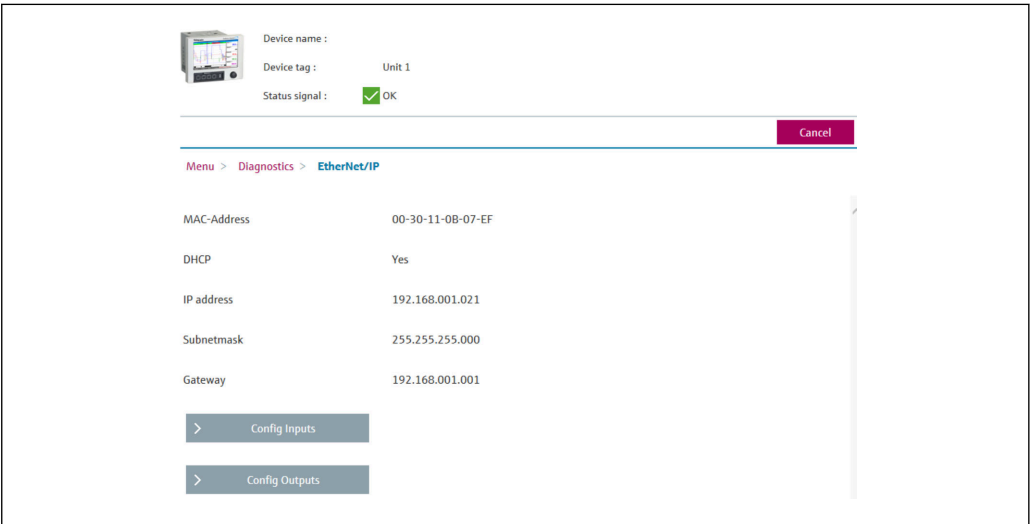 Device name :
Device tag : Unit 1
Status signal : OK
Cancel
Menu > Diagnostics > EtherNet/IP
MAC-Address 00-30-11-0B-07-EF
DHCP Yes
IP address 192.168.001.021
Subnetmask 255.255.255.000
Gateway 192.168.001.001
> Config Inputs
> Config Outputs